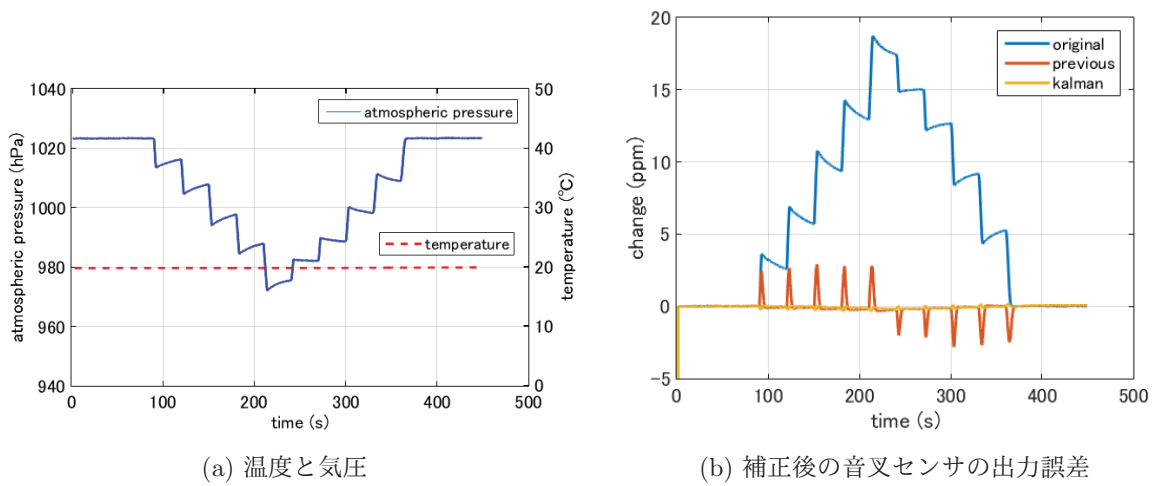 1040
1020
1000
980
960
940
atmospheric pressure (hPa)
50
40
30
20
10
0
temperature (℃)
atmospheric pressure
temperature
0 100 200 300 400 500
time (s)
(a) 温度と気圧
20
15
10
5
0
-5
change (ppm)
original
previous
kalman
0 100 200 300 400 500
time (s)
(b) 補正後の音叉センサの出力誤差